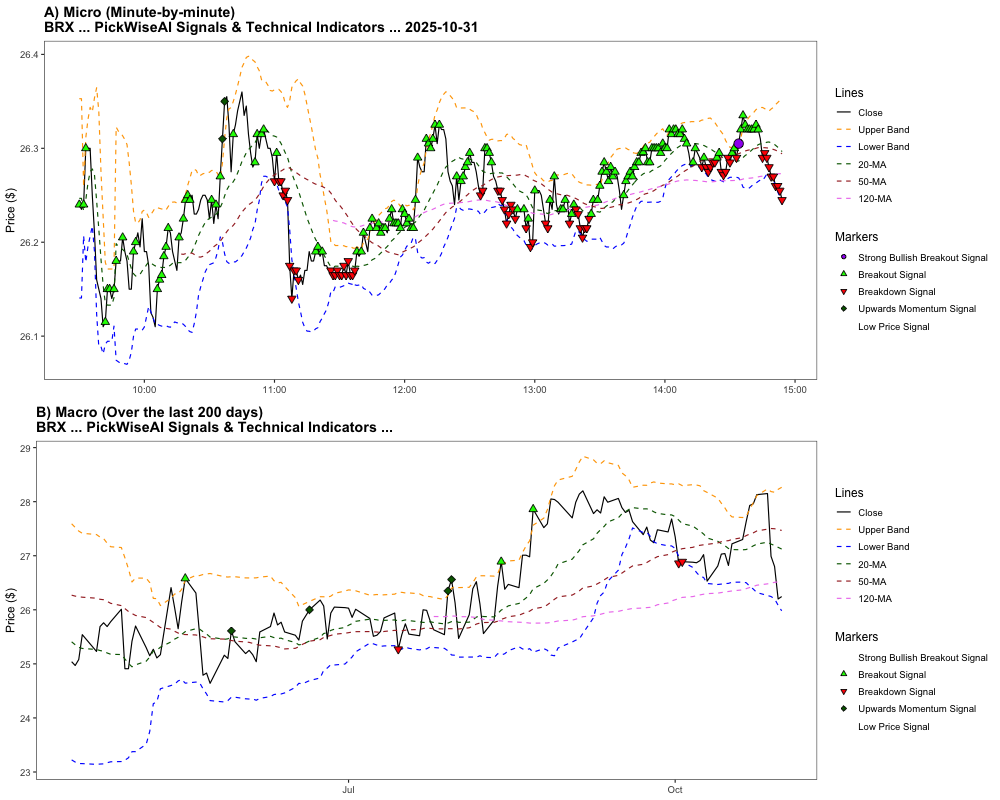 A) Micro (Minute-by-minute)
BRX ... PickWiseAI Signals & Technical Indicators ... 2025-10-31
Price ($)
26.4
26.3
26.2
26.1
10:00
11:00
12:00
13:00
14:00
15:00
Lines
Close
Upper Band
Lower Band
20-MA
50-MA
120-MA
Markers
Strong Bullish Breakout Signal
Breakout Signal
Breakdown Signal
Upwards Momentum Signal
Low Price Signal
B) Macro (Over the last 200 days)
BRX ... PickWiseAI Signals & Technical Indicators ...
Price ($)
29
28
27
26
25
24
23
Jul
Oct
Lines
Close
Upper Band
Lower Band
20-MA
50-MA
120-MA
Markers
Strong Bullish Breakout Signal
Breakout Signal
Breakdown Signal
Upwards Momentum Signal
Low Price Signal